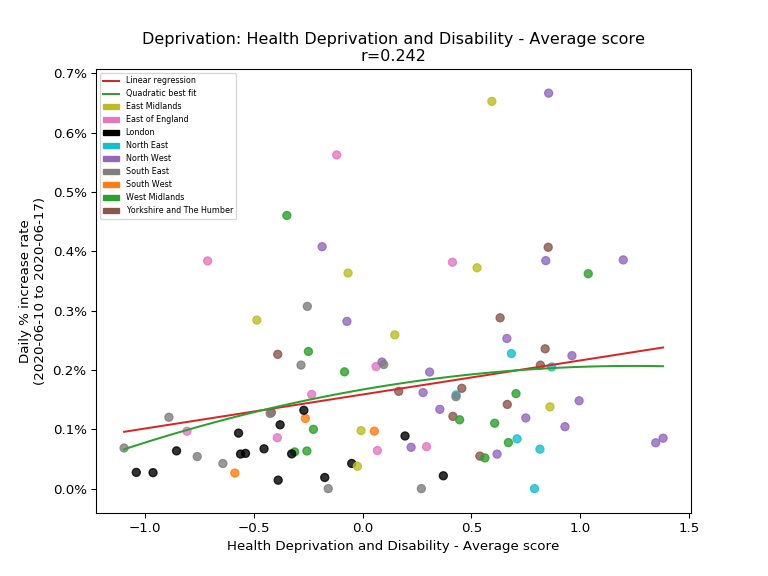 Deprivation: Health Deprivation and Disability - Average score
r=0.242
0.7%
0.6%
0.5%
0.4%
0.3%
0.2%
0.1%
0.0%
Daily % increase rate
(2020-06-10 to 2020-06-17)
Linear regression
Quadratic best fit
East Midlands
East of England
London
North East
North West
South East
South West
West Midlands
Yorkshire and The Humber
−1.0
−0.5
0.0
0.5
1.0
1.5
Health Deprivation and Disability - Average score